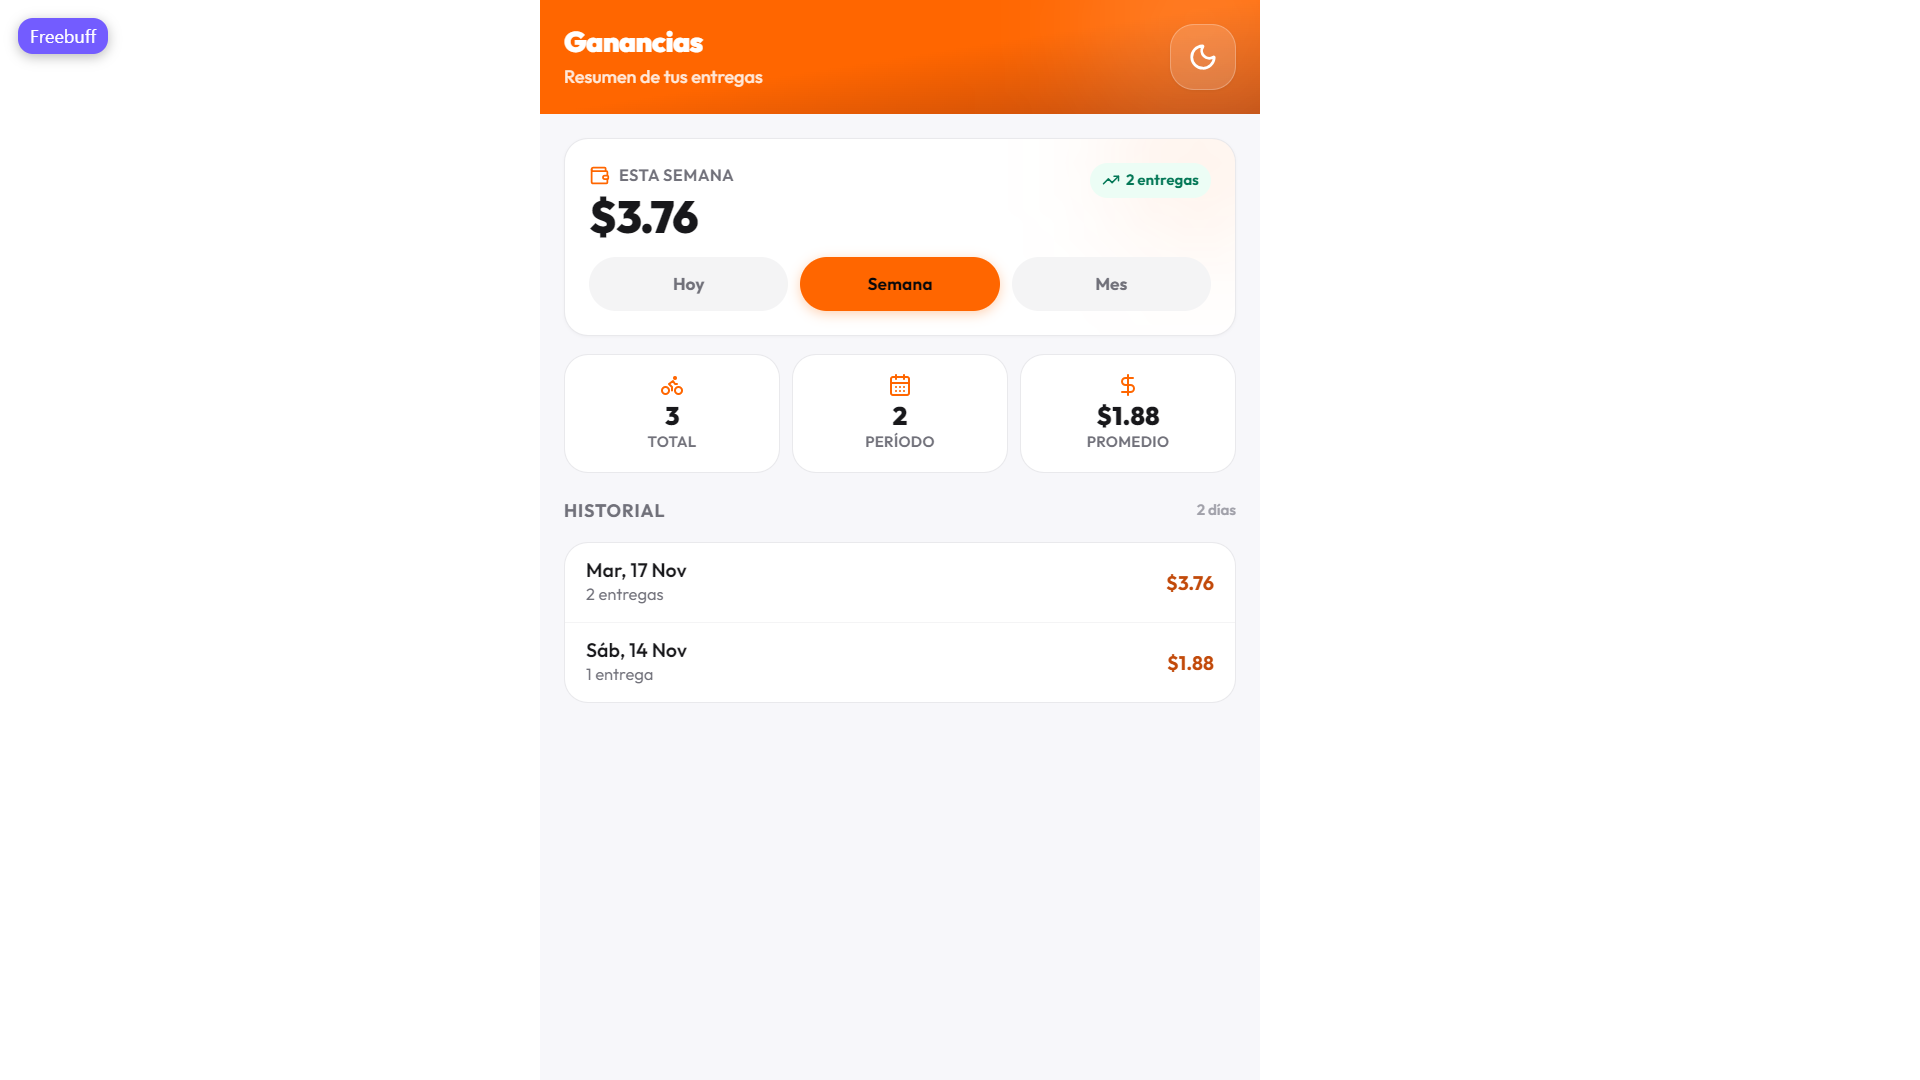 Freebuff
Ganancias
Resumen de tus entregas
ESTA SEMANA
2 entregas
$3.76
Hoy
Semana
Mes
3
TOTAL
2
PERÍODO
$1.88
PROMEDIO
HISTORIAL
2 días
Mar, 17 Nov
2 entregas
$3.76
Sáb, 14 Nov
1 entrega
$1.88